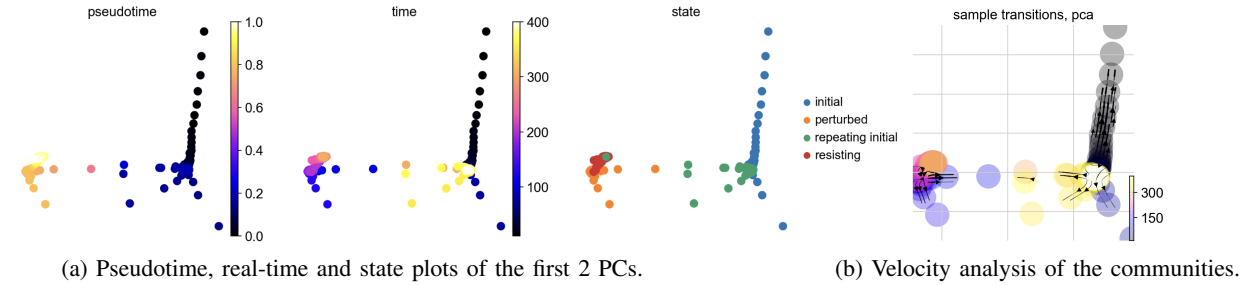 pseudotime
1.0
0.8
0.6
0.4
0.2
0.0
time
400
300
200
100
state
initial
perturbed
repeating initial
resisting
sample transitions, pca
300
150
(a) Pseudotime, real-time and state plots of the first 2 PCs.
(b) Velocity analysis of the communities.